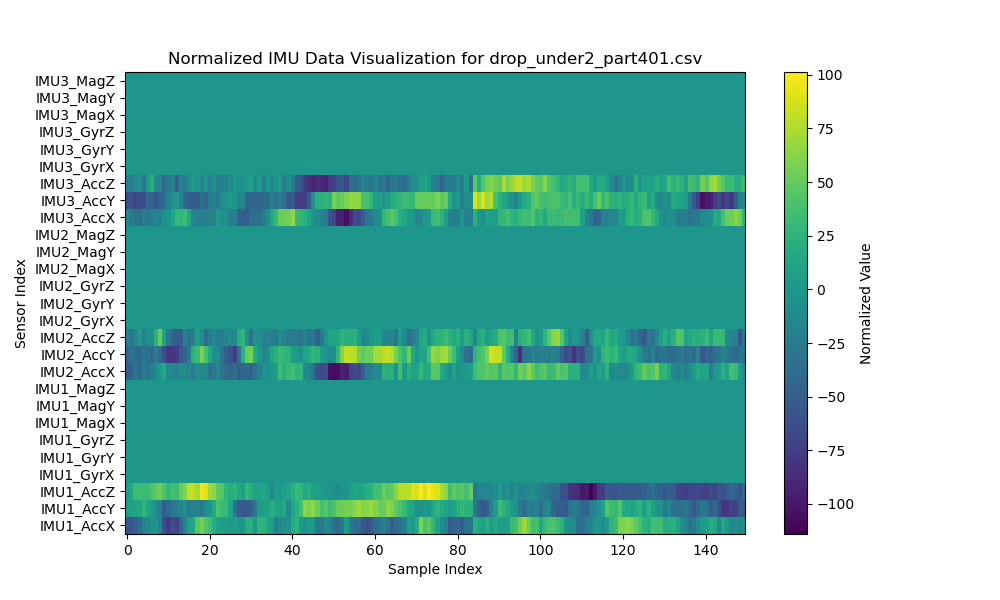 Normalized IMU Data Visualization for drop_under2_part401.csv
IMU3_MagZ
IMU3_MagY
IMU3_MagX
IMU3_GyrZ
IMU3_GyrY
IMU3_GyrX
IMU3_AccZ
IMU3_AccY
IMU3_AccX
IMU2_MagZ
IMU2_MagY
IMU2_MagX
IMU2_GyrZ
IMU2_GyrY
IMU2_GyrX
IMU2_AccZ
IMU2_AccY
IMU2_AccX
IMU1_MagZ
IMU1_MagY
IMU1_MagX
IMU1_GyrZ
IMU1_GyrY
IMU1_GyrX
IMU1_AccZ
IMU1_AccY
IMU1_AccX
Sensor Index
0 20 40 60 80 100 120 140
Sample Index
100
75
50
25
0
−25
−50
−75
−100
Normalized Value